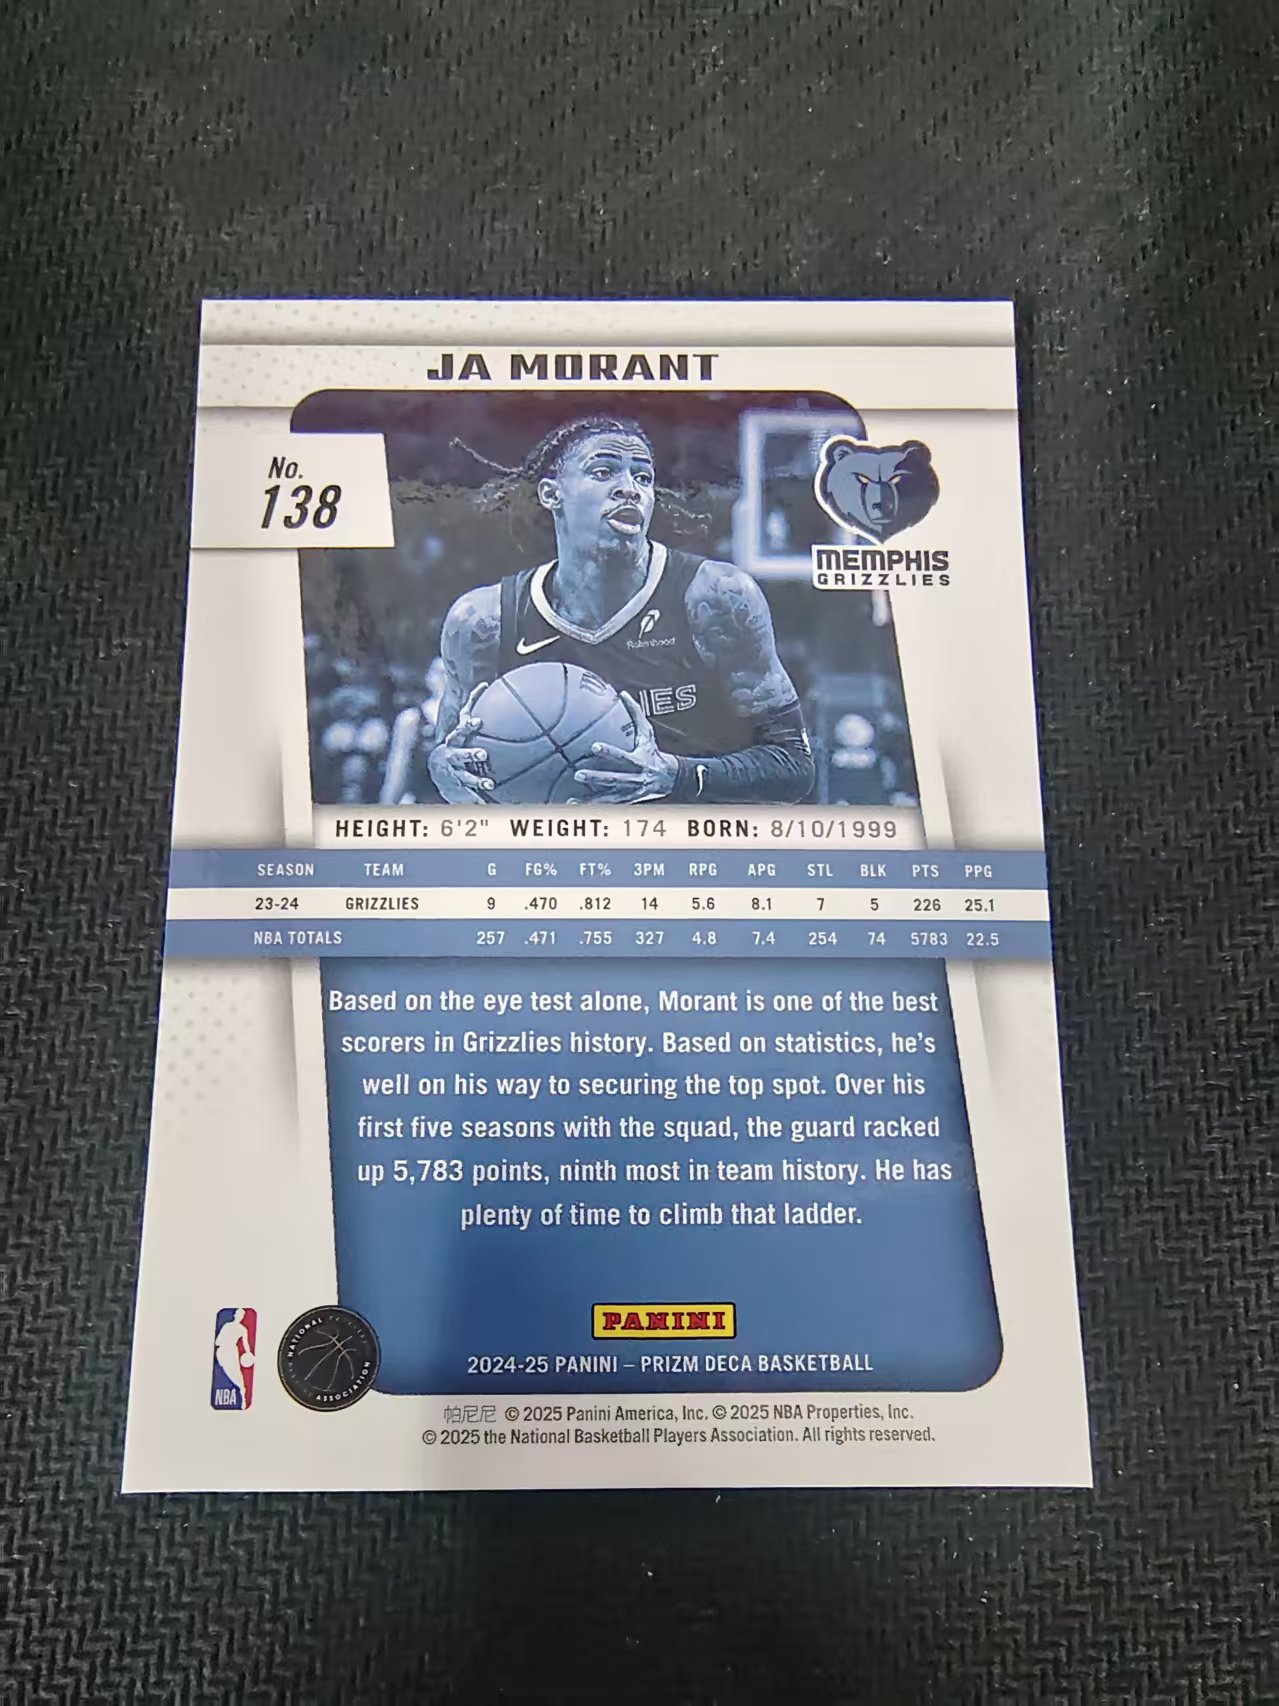 JA MORANT
No.
138
MEMPHIS
GRIZZLIES
Robinhood
IES
HEIGHT: 6'2" WEIGHT: 174 BORN: 8/10/1999
SEASON TEAM G FG% FT% 3PM RPG APG STL BLK PTS PPG
23-24 GRIZZLIES 9 .470 .812 14 5.6 8.1 7 5 226 25.1
NBA TOTALS 257 .471 .755 327 4.8 7.4 254 74 5783 22.5
Based on the eye test alone, Morant is one of the best
scorers in Grizzlies history. Based on statistics, he's
well on his way to securing the top spot. Over his
first five seasons with the squad, the guard racked
up 5,783 points, ninth most in team history. He has
plenty of time to climb that ladder.
PANINI
2024-25 PANINI – PRIZM DECA BASKETBALL
NBA
NATIONAL
ASSOCIATION
帕尼尼 © 2025 Panini America, Inc. © 2025 NBA Properties, Inc.
© 2025 the National Basketball Players Association. All rights reserved.